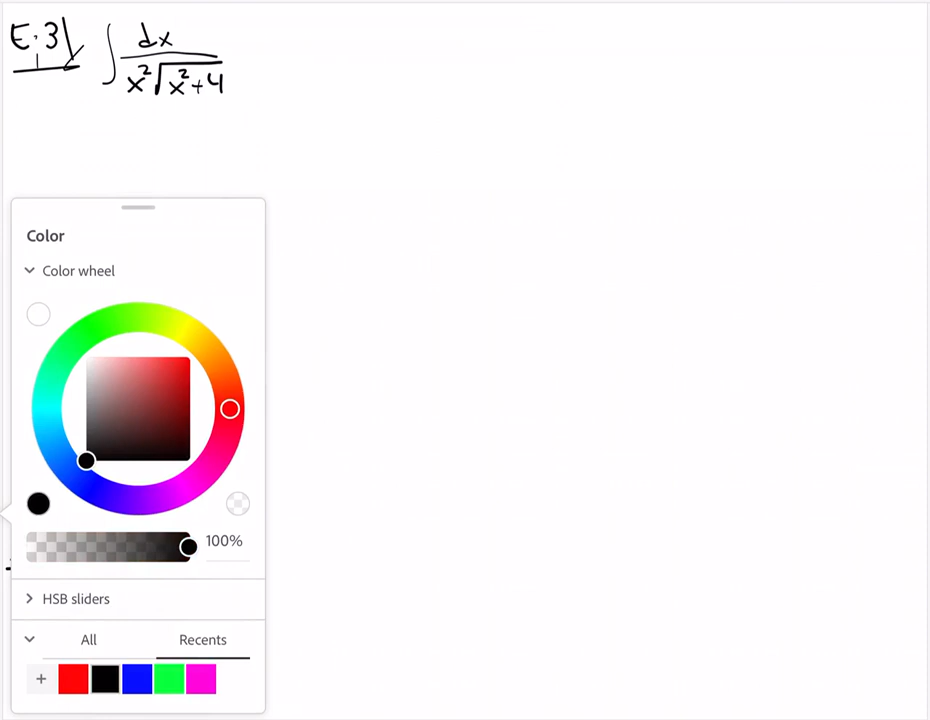 E.3| ∫ dx / x²√x²+4
Color
Color wheel
100%
HSB sliders
All Recents
+